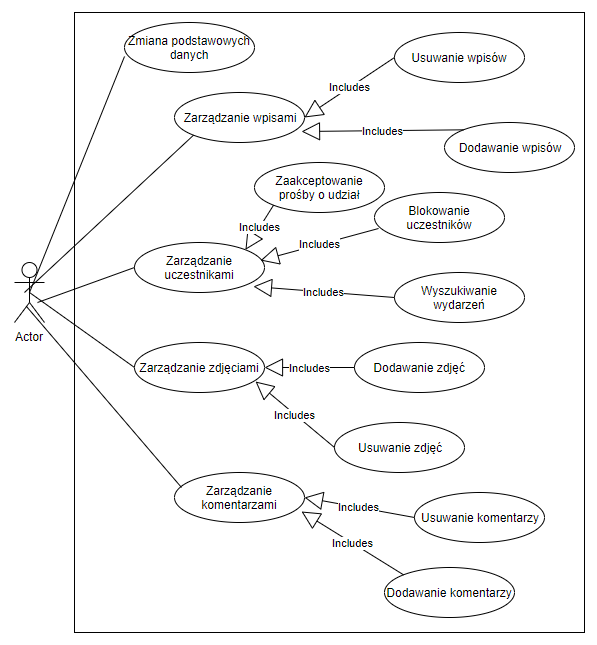 Zmiana podstawowych
danych
Usuwanie wpisów
Includes
Zarządzanie wpisami
Includes
Dodawanie wpisów
Zaakceptowanie
prośby o udział
Blokowanie
uczestników
Includes
Includes
Zarządzanie
uczestnikami
Includes
Wyszukiwanie
wydarzeń
Actor
Zarządzanie zdjęciami
Includes
Dodawanie zdjęć
Includes
Usuwanie zdjęć
Zarządzanie
komentarzami
Includes
Usuwanie komentarzy
Includes
Dodawanie komentarzy